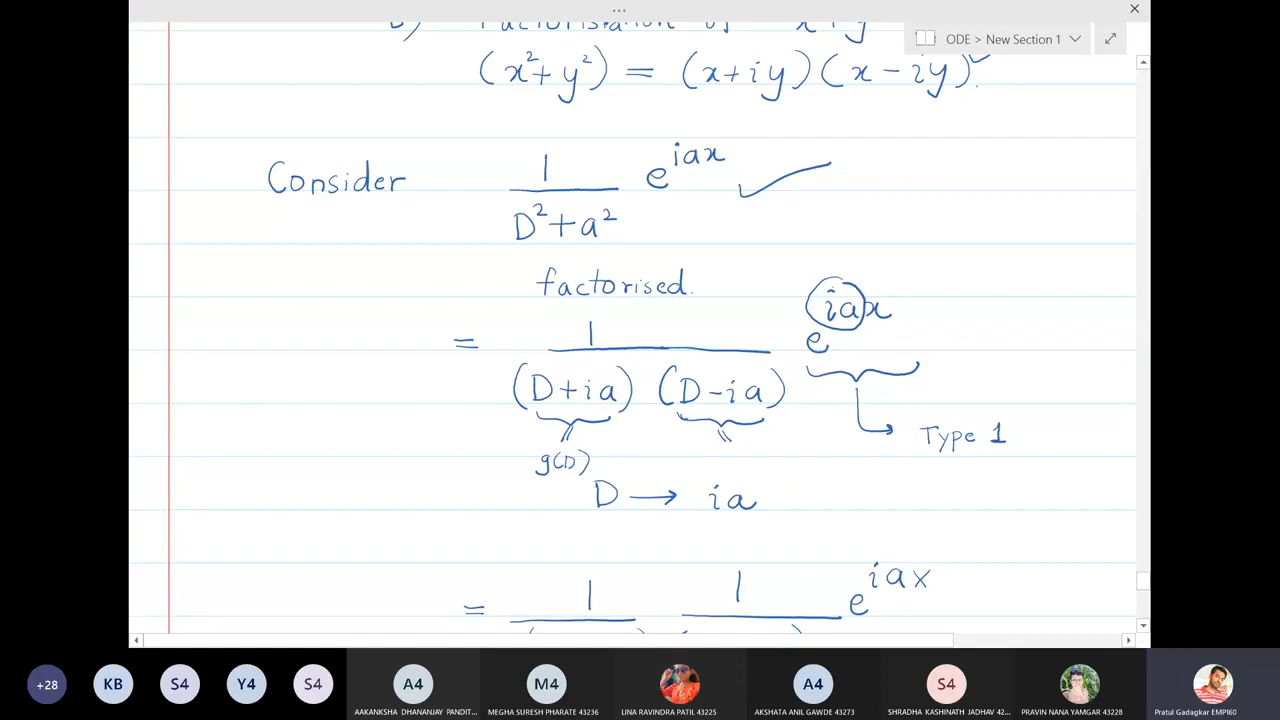 ODE > New Section 1
(x²+y²) = (x+iy)(x-iy)
Consider 1/(D²+a²) e^{iax}
factorised.
= 1/((D+ia)(D-ia)) e^{iax}
g(D)
Type 1
D → ia
= 1 1 e^{iax}
+28 KB S4 Y4 S4 A4 M4 A4 S4
AAKANKSHA DHANANJAY PANDIT... MEGHA SURESH PHARATE 43236 LINA RAVINDRA PATIL 43225 AKSHATA ANIL GAWDE 43273 SHRADHA KASHINATH JADHAV 42... PRAVIN NANA YAMGAR 43228 Pratul Gadagkar EMP160